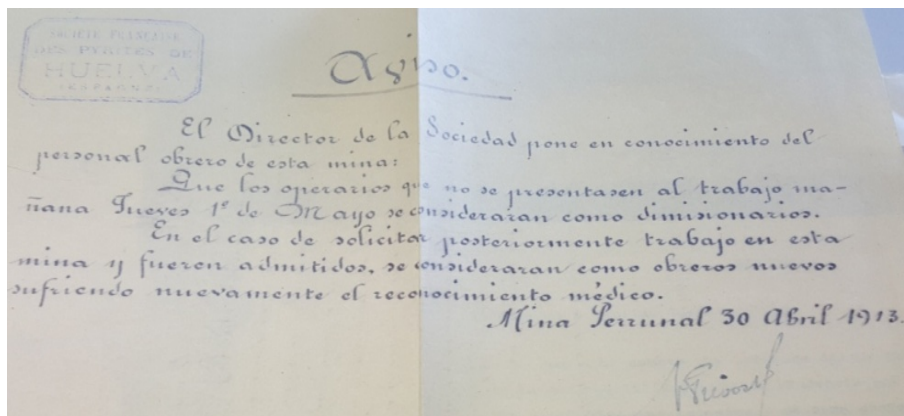 SOCIÉTÉ FRANÇAISE
DES PYRITES DE
HUELVA
(ESPAGNE)
Aviso.
El Director de la Sociedad pone en conocimiento del
personal obrero de esta mina:
Que los operarios que no se presentasen al trabajo ma-
ñana Jueves 1º de Mayo se consideraran como dimisionarios.
En el caso de solicitar posteriormente trabajo en esta
mina y fueren admitidos, se consideraran como obreros nuevos
sufriendo nuevamente el reconocimiento médico.
Mina Perrunal 30 Abril 1913.